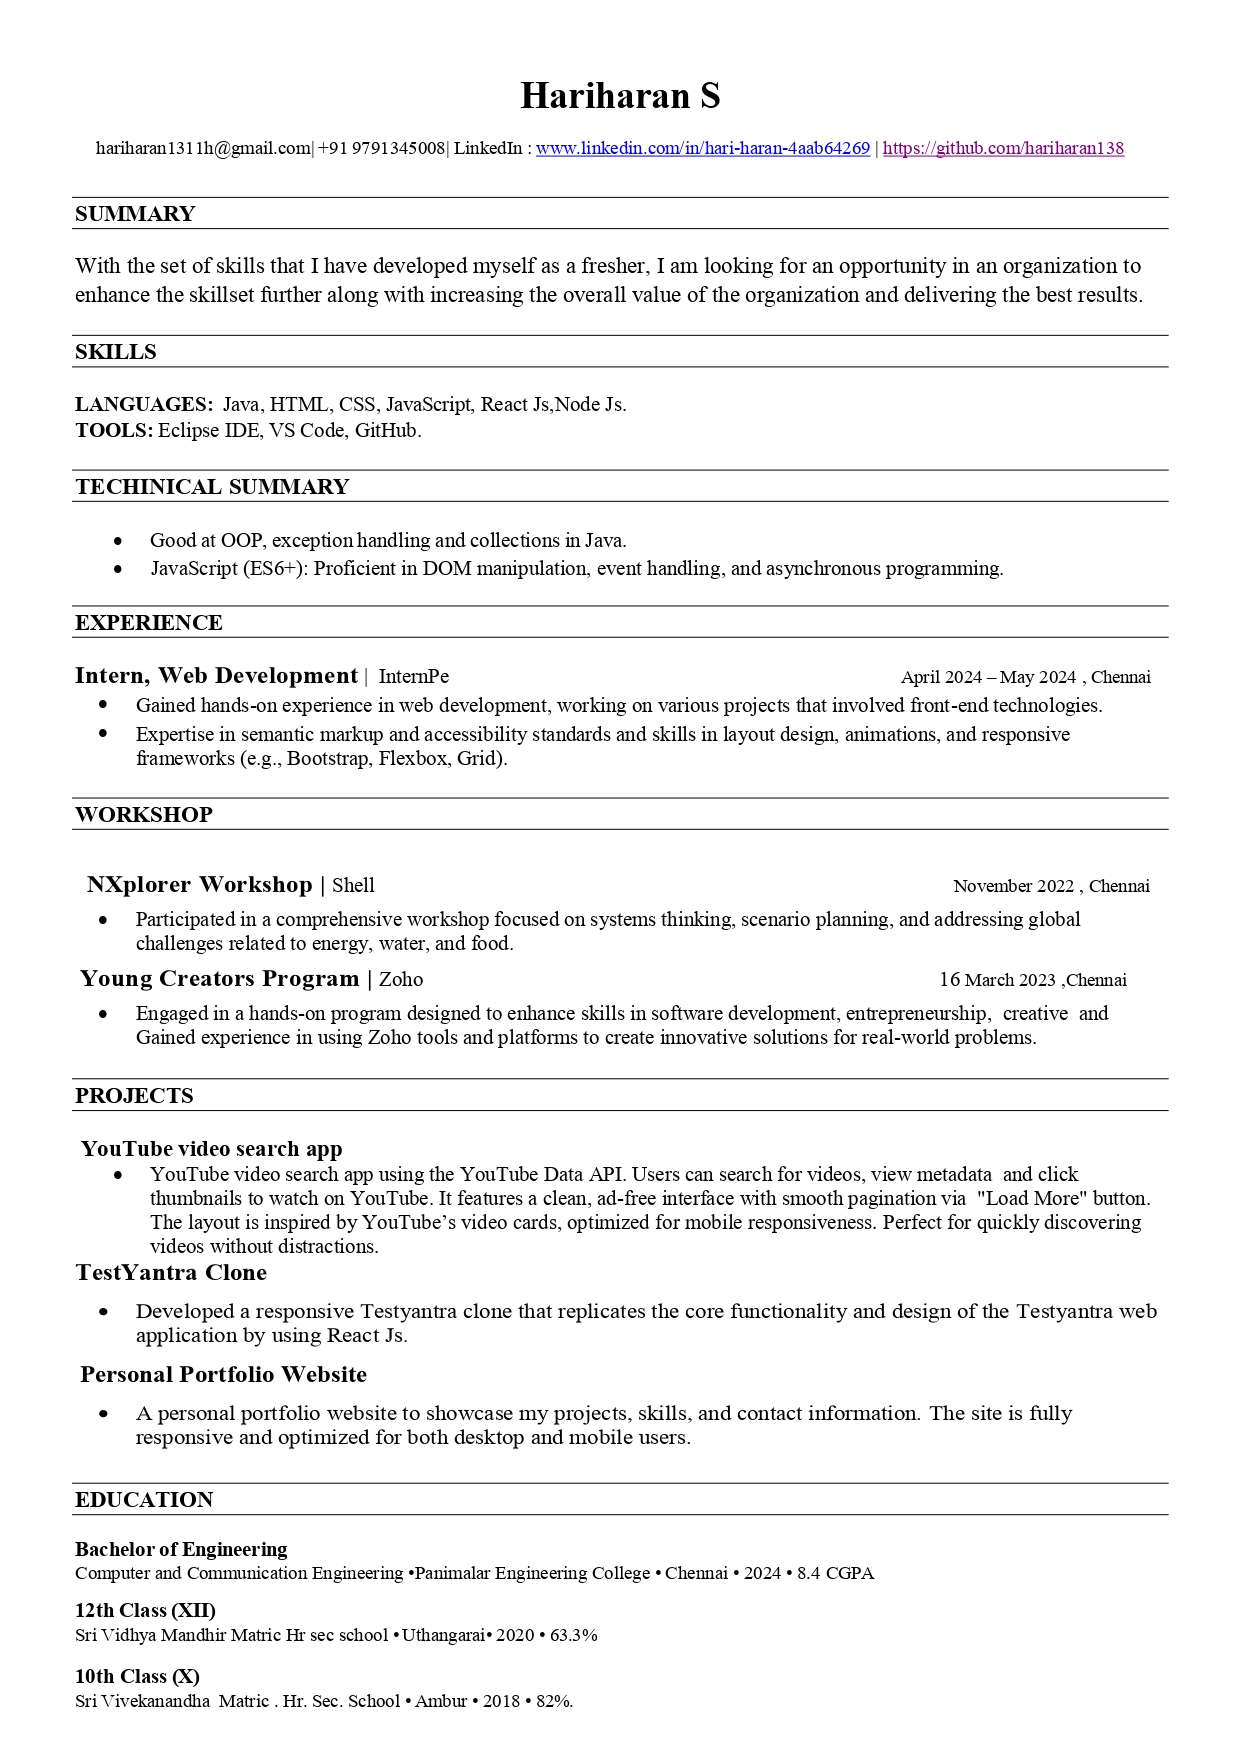 Hariharan S
hariharan1311h@gmail.com| +91 9791345008| LinkedIn : www.linkedin.com/in/hari-haran-4aab64269 | https://github.com/hariharan138
SUMMARY
With the set of skills that I have developed myself as a fresher, I am looking for an opportunity in an organization to
enhance the skillset further along with increasing the overall value of the organization and delivering the best results.
SKILLS
LANGUAGES: Java, HTML, CSS, JavaScript, React Js,Node Js.
TOOLS: Eclipse IDE, VS Code, GitHub.
TECHINICAL SUMMARY
• Good at OOP, exception handling and collections in Java.
• JavaScript (ES6+): Proficient in DOM manipulation, event handling, and asynchronous programming.
EXPERIENCE
Intern, Web Development | InternPe April 2024 – May 2024 , Chennai
• Gained hands-on experience in web development, working on various projects that involved front-end technologies.
• Expertise in semantic markup and accessibility standards and skills in layout design, animations, and responsive
frameworks (e.g., Bootstrap, Flexbox, Grid).
WORKSHOP
NXplorer Workshop | Shell November 2022 , Chennai
• Participated in a comprehensive workshop focused on systems thinking, scenario planning, and addressing global
challenges related to energy, water, and food.
Young Creators Program | Zoho 16 March 2023 ,Chennai
• Engaged in a hands-on program designed to enhance skills in software development, entrepreneurship, creative and
Gained experience in using Zoho tools and platforms to create innovative solutions for real-world problems.
PROJECTS
YouTube video search app
• YouTube video search app using the YouTube Data API. Users can search for videos, view metadata and click
thumbnails to watch on YouTube. It features a clean, ad-free interface with smooth pagination via "Load More" button.
The layout is inspired by YouTube’s video cards, optimized for mobile responsiveness. Perfect for quickly discovering
videos without distractions.
TestYantra Clone
• Developed a responsive Testyantra clone that replicates the core functionality and design of the Testyantra web
application by using React Js.
Personal Portfolio Website
• A personal portfolio website to showcase my projects, skills, and contact information. The site is fully
responsive and optimized for both desktop and mobile users.
EDUCATION
Bachelor of Engineering
Computer and Communication Engineering •Panimalar Engineering College • Chennai • 2024 • 8.4 CGPA
12th Class (XII)
Sri Vidhya Mandhir Matric Hr sec school • Uthangarai• 2020 • 63.3%
10th Class (X)
Sri Vivekanandha Matric . Hr. Sec. School • Ambur • 2018 • 82%.